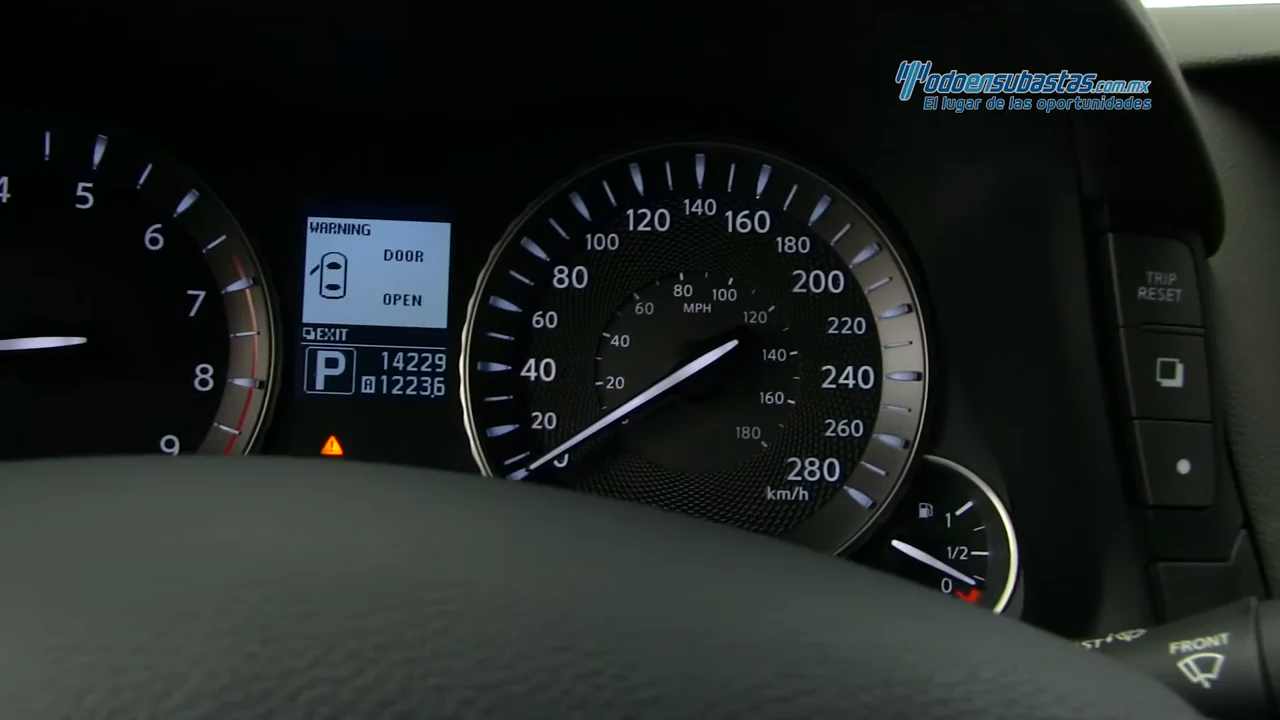 Todoensubastas.com.mx
El lugar de las oportunidades
4
5
6
7
8
9
WARNING
DOOR
OPEN
EXIT
P 14229
A 1223.6
0
20
40
60
80
100
120
140
160
180
200
220
240
260
280
km/h
20
40
60
80
100
120
140
160
180
MPH
1
1/2
0
TRIP
RESET
FRONT